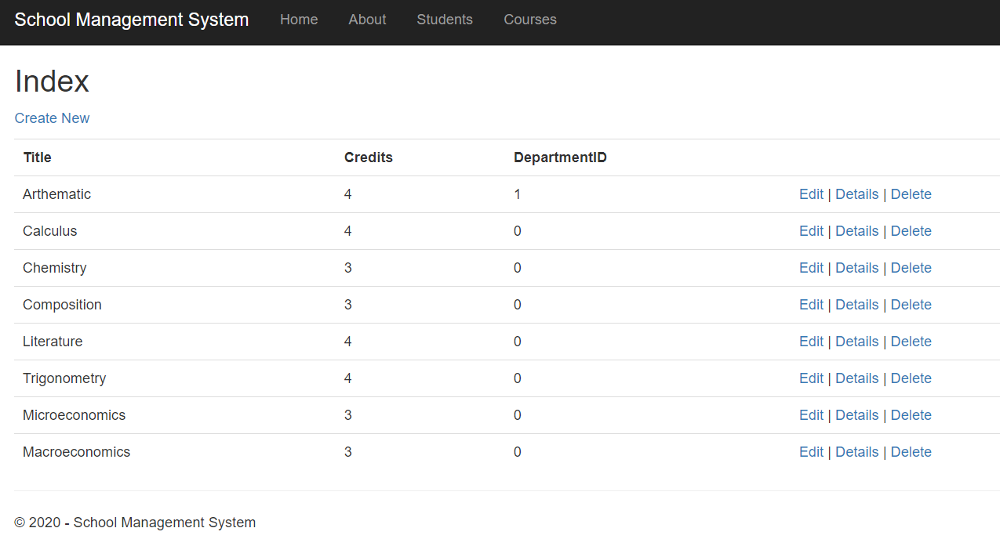 School Management System Home About Students Courses
Index
Create New
Title Credits DepartmentID
Arthematic 4 1 Edit | Details | Delete
Calculus 4 0 Edit | Details | Delete
Chemistry 3 0 Edit | Details | Delete
Composition 3 0 Edit | Details | Delete
Literature 4 0 Edit | Details | Delete
Trigonometry 4 0 Edit | Details | Delete
Microeconomics 3 0 Edit | Details | Delete
Macroeconomics 3 0 Edit | Details | Delete
© 2020 - School Management System